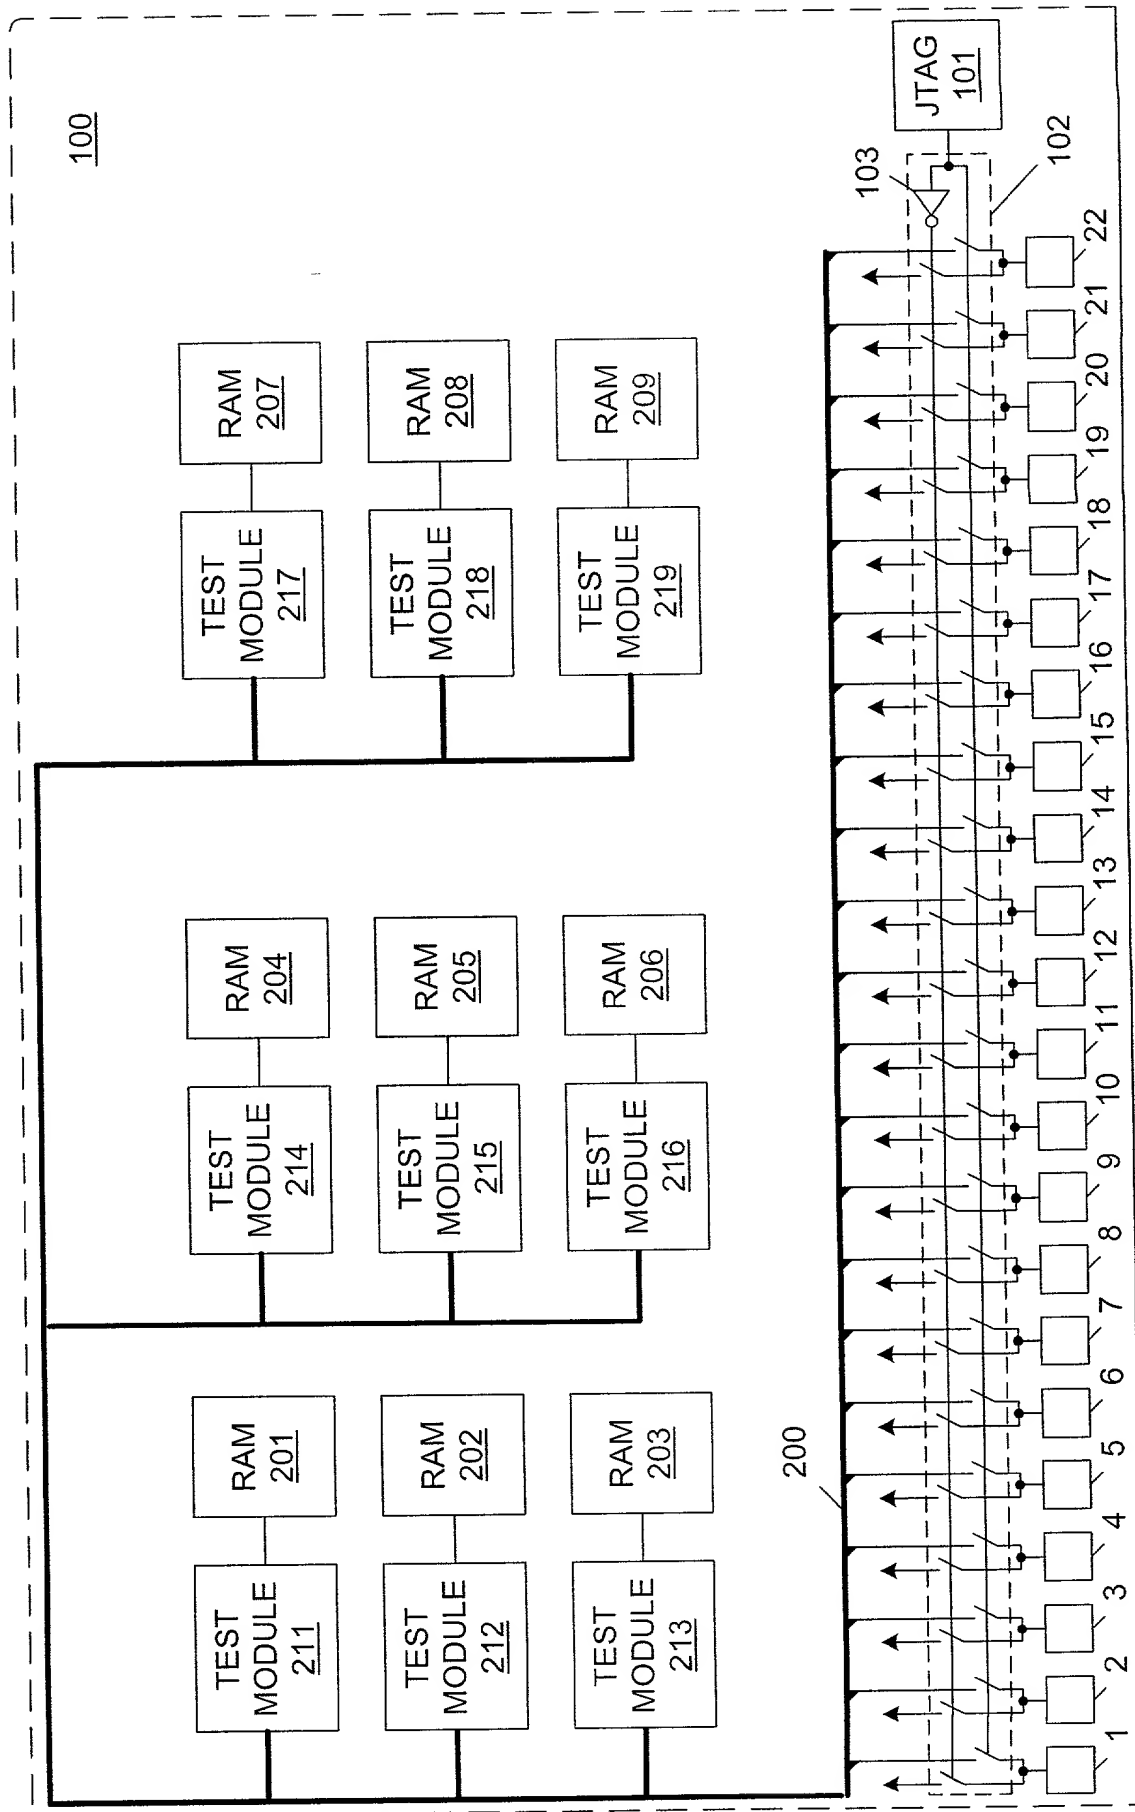 100
RAM
207
TEST
MODULE
217
RAM
208
TEST
MODULE
218
RAM
209
TEST
MODULE
219
RAM
204
TEST
MODULE
214
RAM
205
TEST
MODULE
215
RAM
206
TEST
MODULE
216
RAM
201
TEST
MODULE
211
RAM
202
TEST
MODULE
212
RAM
203
TEST
MODULE
213
200
JTAG
101
103
102
1
2
3
4
5
6
7
8
9
10
11
12
13
14
15
16
17
18
19
20
21
22